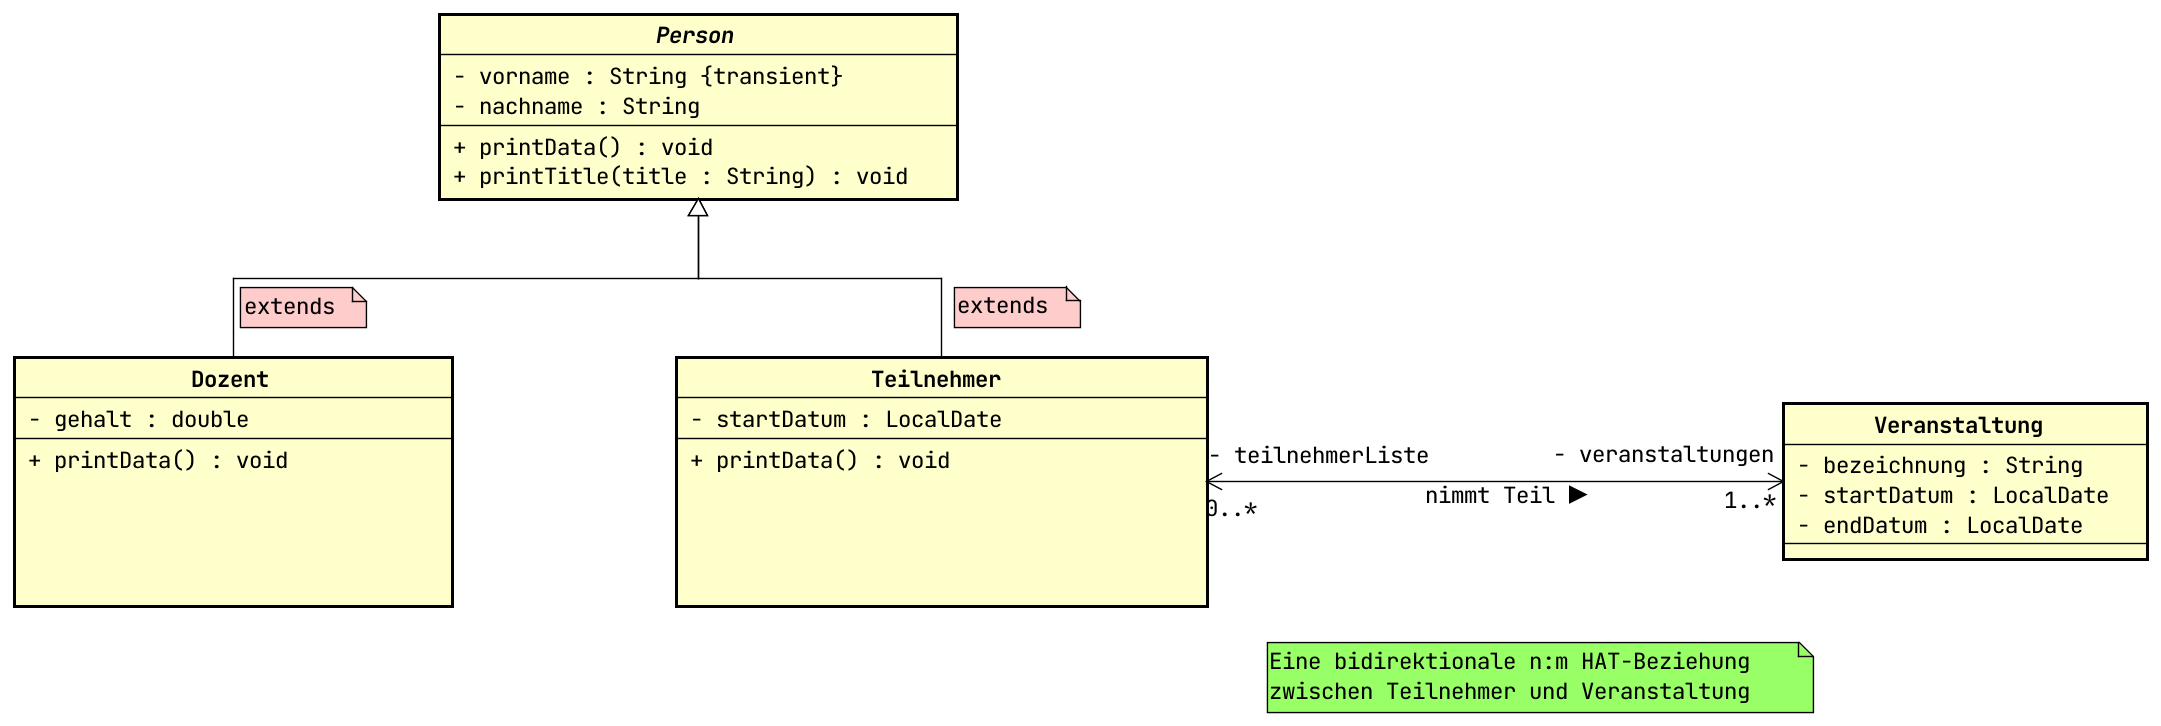 Person
- vorname : String {transient}
- nachname : String
+ printData() : void
+ printTitle(title : String) : void
extends
extends
Dozent
- gehalt : double
+ printData() : void
Teilnehmer
- startDatum : LocalDate
+ printData() : void
- teilnehmerListe
- veranstaltungen
0..*
nimmt Teil ▶
1..*
Veranstaltung
- bezeichnung : String
- startDatum : LocalDate
- endDatum : LocalDate
Eine bidirektionale n:m HAT-Beziehung
zwischen Teilnehmer und Veranstaltung